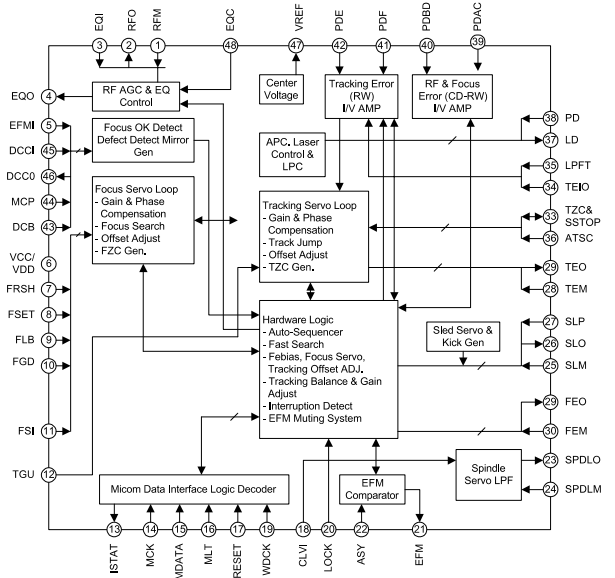 EQI
RFO
RFM
EQC
VREF
PDE
PDF
PDBD
PDAC
3
2
1
48
47
42
41
40
39
EQO
4
RF AGC & EQ
Control
Center
Voltage
Tracking Error
(RW)
I/V AMP
RF & Focus
Error (CD-RW)
I/V AMP
EFMI
5
DCCI
45
DCC0
46
MCP
44
DCB
43
VCC/
VDD
6
FRSH
7
FSET
8
FLB
9
FGD
10
FSI
11
TGU
12
Focus OK Detect
Defect Detect Mirror
Gen
APC. Laser
Control &
LPC
Focus Servo Loop
- Gain & Phase
Compensation
- Focus Search
- Offset Adjust
- FZC Gen.
Tracking Servo Loop
- Gain & Phase
Compensation
- Track Jump
- Offset Adjust
- TZC Gen.
Hardware Logic
- Auto-Sequencer
- Fast Search
- Febias, Focus Servo,
Tracking Offset ADJ.
- Tracking Balance & Gain
Adjust
- Interruption Detect
- EFM Muting System
Sled Servo &
Kick Gen
38
PD
37
LD
35
LPFT
34
TEIO
33
TZC&
SSTOP
36
ATSC
29
TEO
28
TEM
27
SLP
26
SLO
25
SLM
29
FEO
30
FEM
23
SPDLO
24
SPDLM
Micom Data Interface Logic Decoder
EFM
Comparator
Spindle
Servo LPF
13
14
15
16
17
19
18
20
22
21
ISTAT
MCK
MDATA
MLT
RESET
WDCK
CLVI
LOCK
ASY
EFM